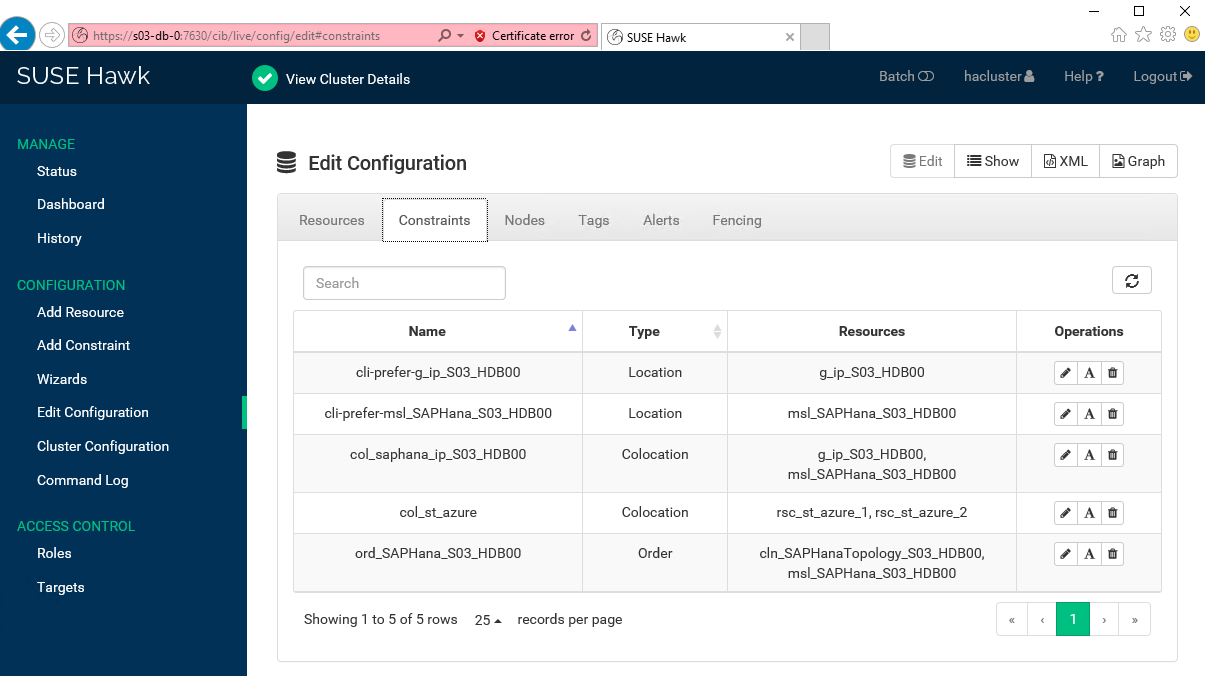 https://s03-db-0:7630/cib/live/config/edit#constraints
Certificate error
SUSE Hawk
SUSE Hawk
View Cluster Details
Batch
hacluster
Help ?
Logout
MANAGE
Status
Dashboard
History
CONFIGURATION
Add Resource
Add Constraint
Wizards
Edit Configuration
Cluster Configuration
Command Log
ACCESS CONTROL
Roles
Targets
Edit Configuration
Edit
Show
XML
Graph
Resources
Constraints
Nodes
Tags
Alerts
Fencing
Search
Name Type Resources Operations
cli-prefer-g_ip_S03_HDB00 Location g_ip_S03_HDB00
cli-prefer-msl_SAPHana_S03_HDB00 Location msl_SAPHana_S03_HDB00
col_saphana_ip_S03_HDB00 Colocation g_ip_S03_HDB00,
msl_SAPHana_S03_HDB00
col_st_azure Colocation rsc_st_azure_1, rsc_st_azure_2
ord_SAPHana_S03_HDB00 Order cln_SAPHanaTopology_S03_HDB00,
msl_SAPHana_S03_HDB00
Showing 1 to 5 of 5 rows 25 records per page
« ‹ 1 › »